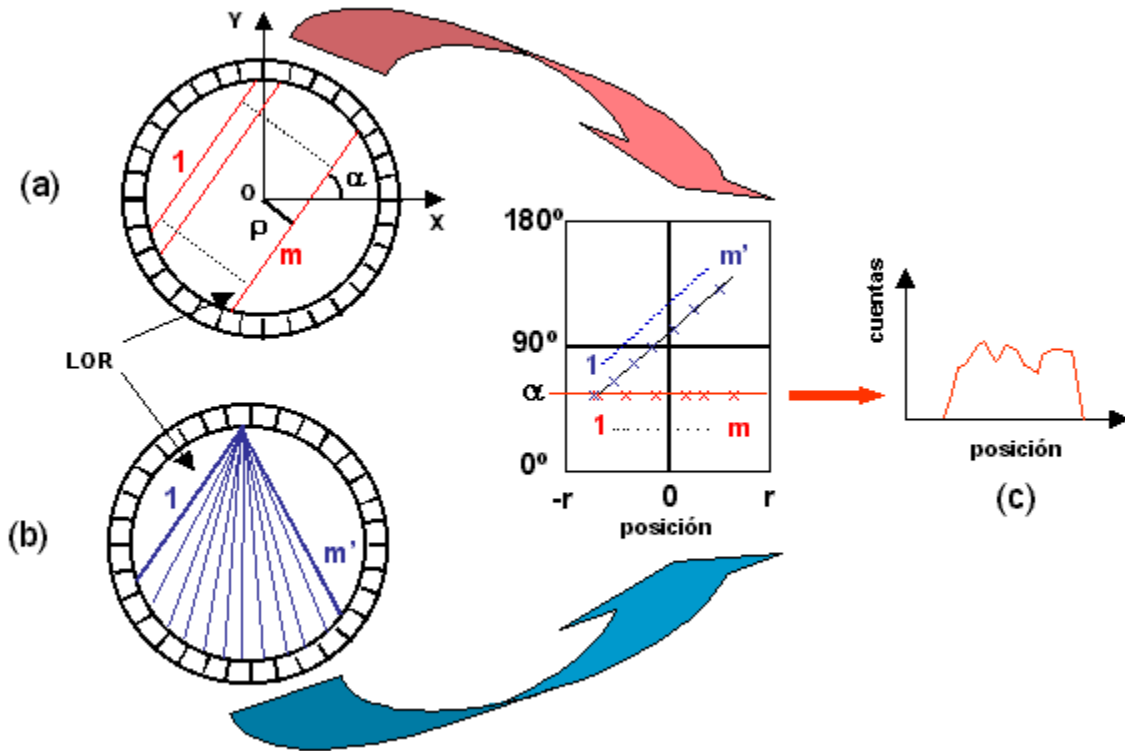 Y
(a)
1
O
α
X
ρ
m
LOR
(b)
1
m'
180º
m'
90º
1
α
1 m
0º
-r 0 r
posición
cuentas
posición
(c)